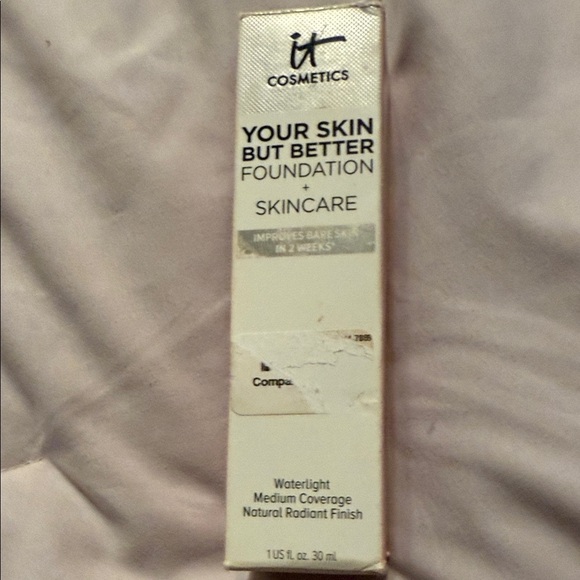 it
COSMETICS
YOUR SKIN
BUT BETTER
FOUNDATION
+
SKINCARE
IMPROVES BARE SKIN
IN 2 WEEKS*
Compa
Waterlight
Medium Coverage
Natural Radiant Finish
1 US fl. oz. 30 ml